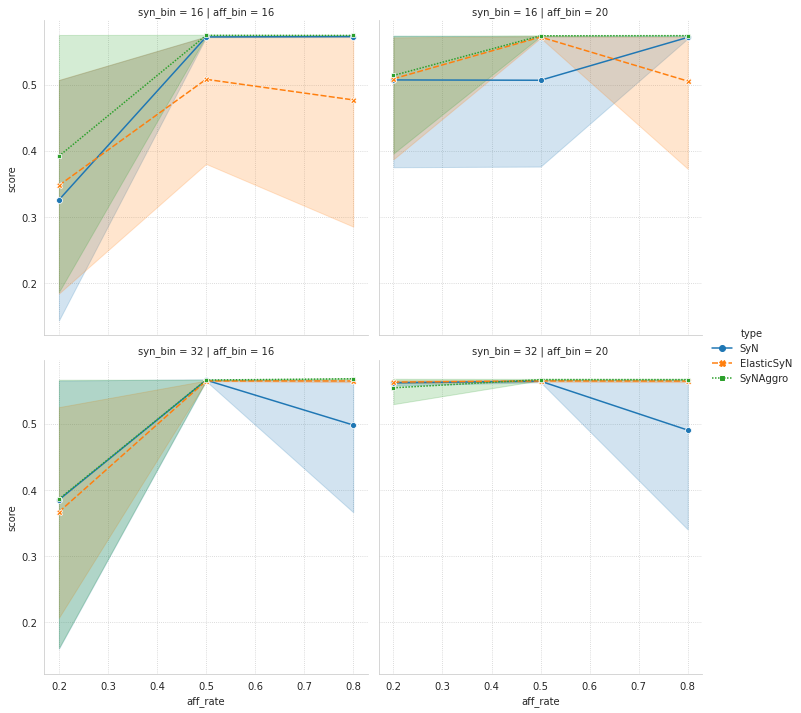 syn_bin = 16 | aff_bin = 16
syn_bin = 16 | aff_bin = 20
0.5
0.4
0.3
0.2
score
syn_bin = 32 | aff_bin = 16
syn_bin = 32 | aff_bin = 20
type
SyN
ElasticSyN
SyNAggro
0.5
0.4
0.3
0.2
score
0.2 0.3 0.4 0.5 0.6 0.7 0.8
aff_rate
0.2 0.3 0.4 0.5 0.6 0.7 0.8
aff_rate